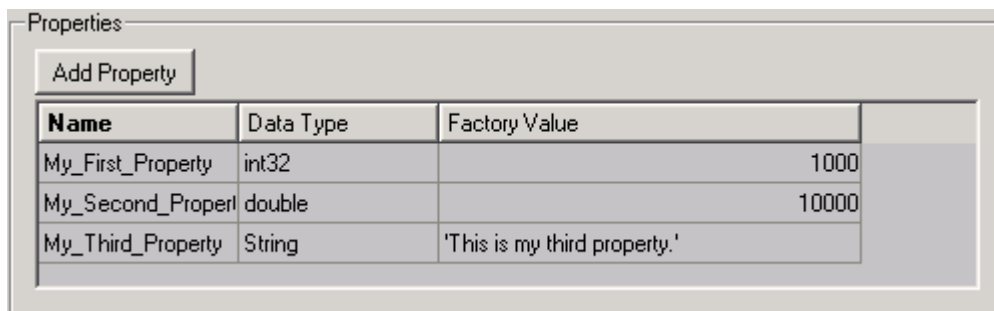 Properties
Add Property
Name Data Type Factory Value
My_First_Property int32 1000
My_Second_Propert double 10000
My_Third_Property String 'This is my third property.'